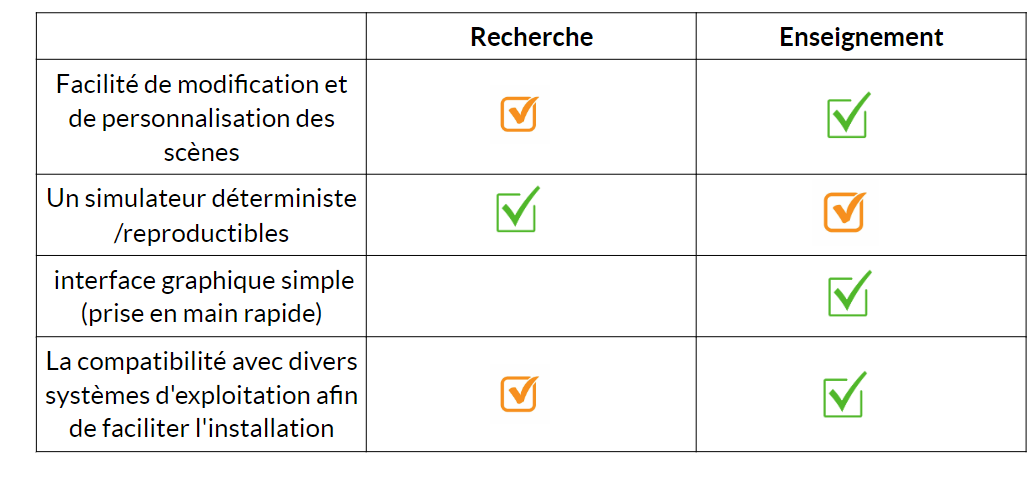 Recherche
Enseignement
Facilité de modification et
de personnalisation des
scènes
Un simulateur déterministe
/reproductibles
interface graphique simple
(prise en main rapide)
La compatibilité avec divers
systèmes d'exploitation afin
de faciliter l'installation